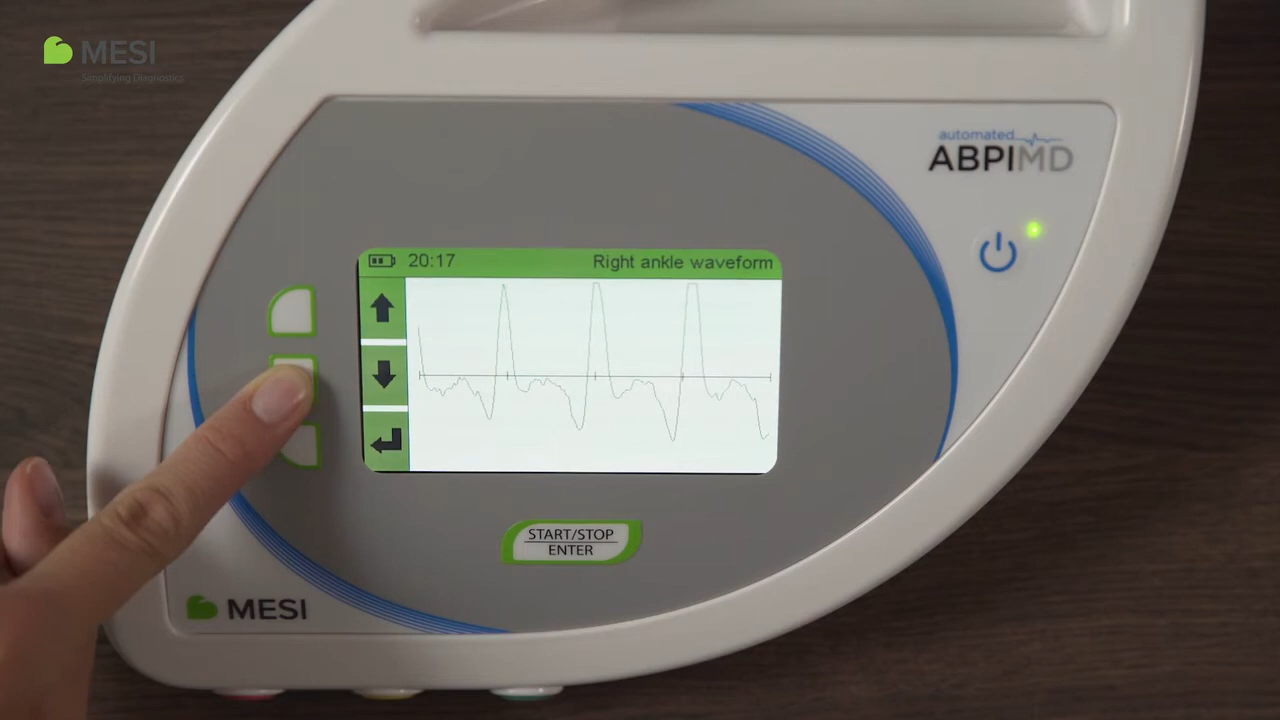 MESI
Simplifying Diagnostics
automated
ABPIMD
20:17 Right ankle waveform
START/STOP
ENTER
MESI